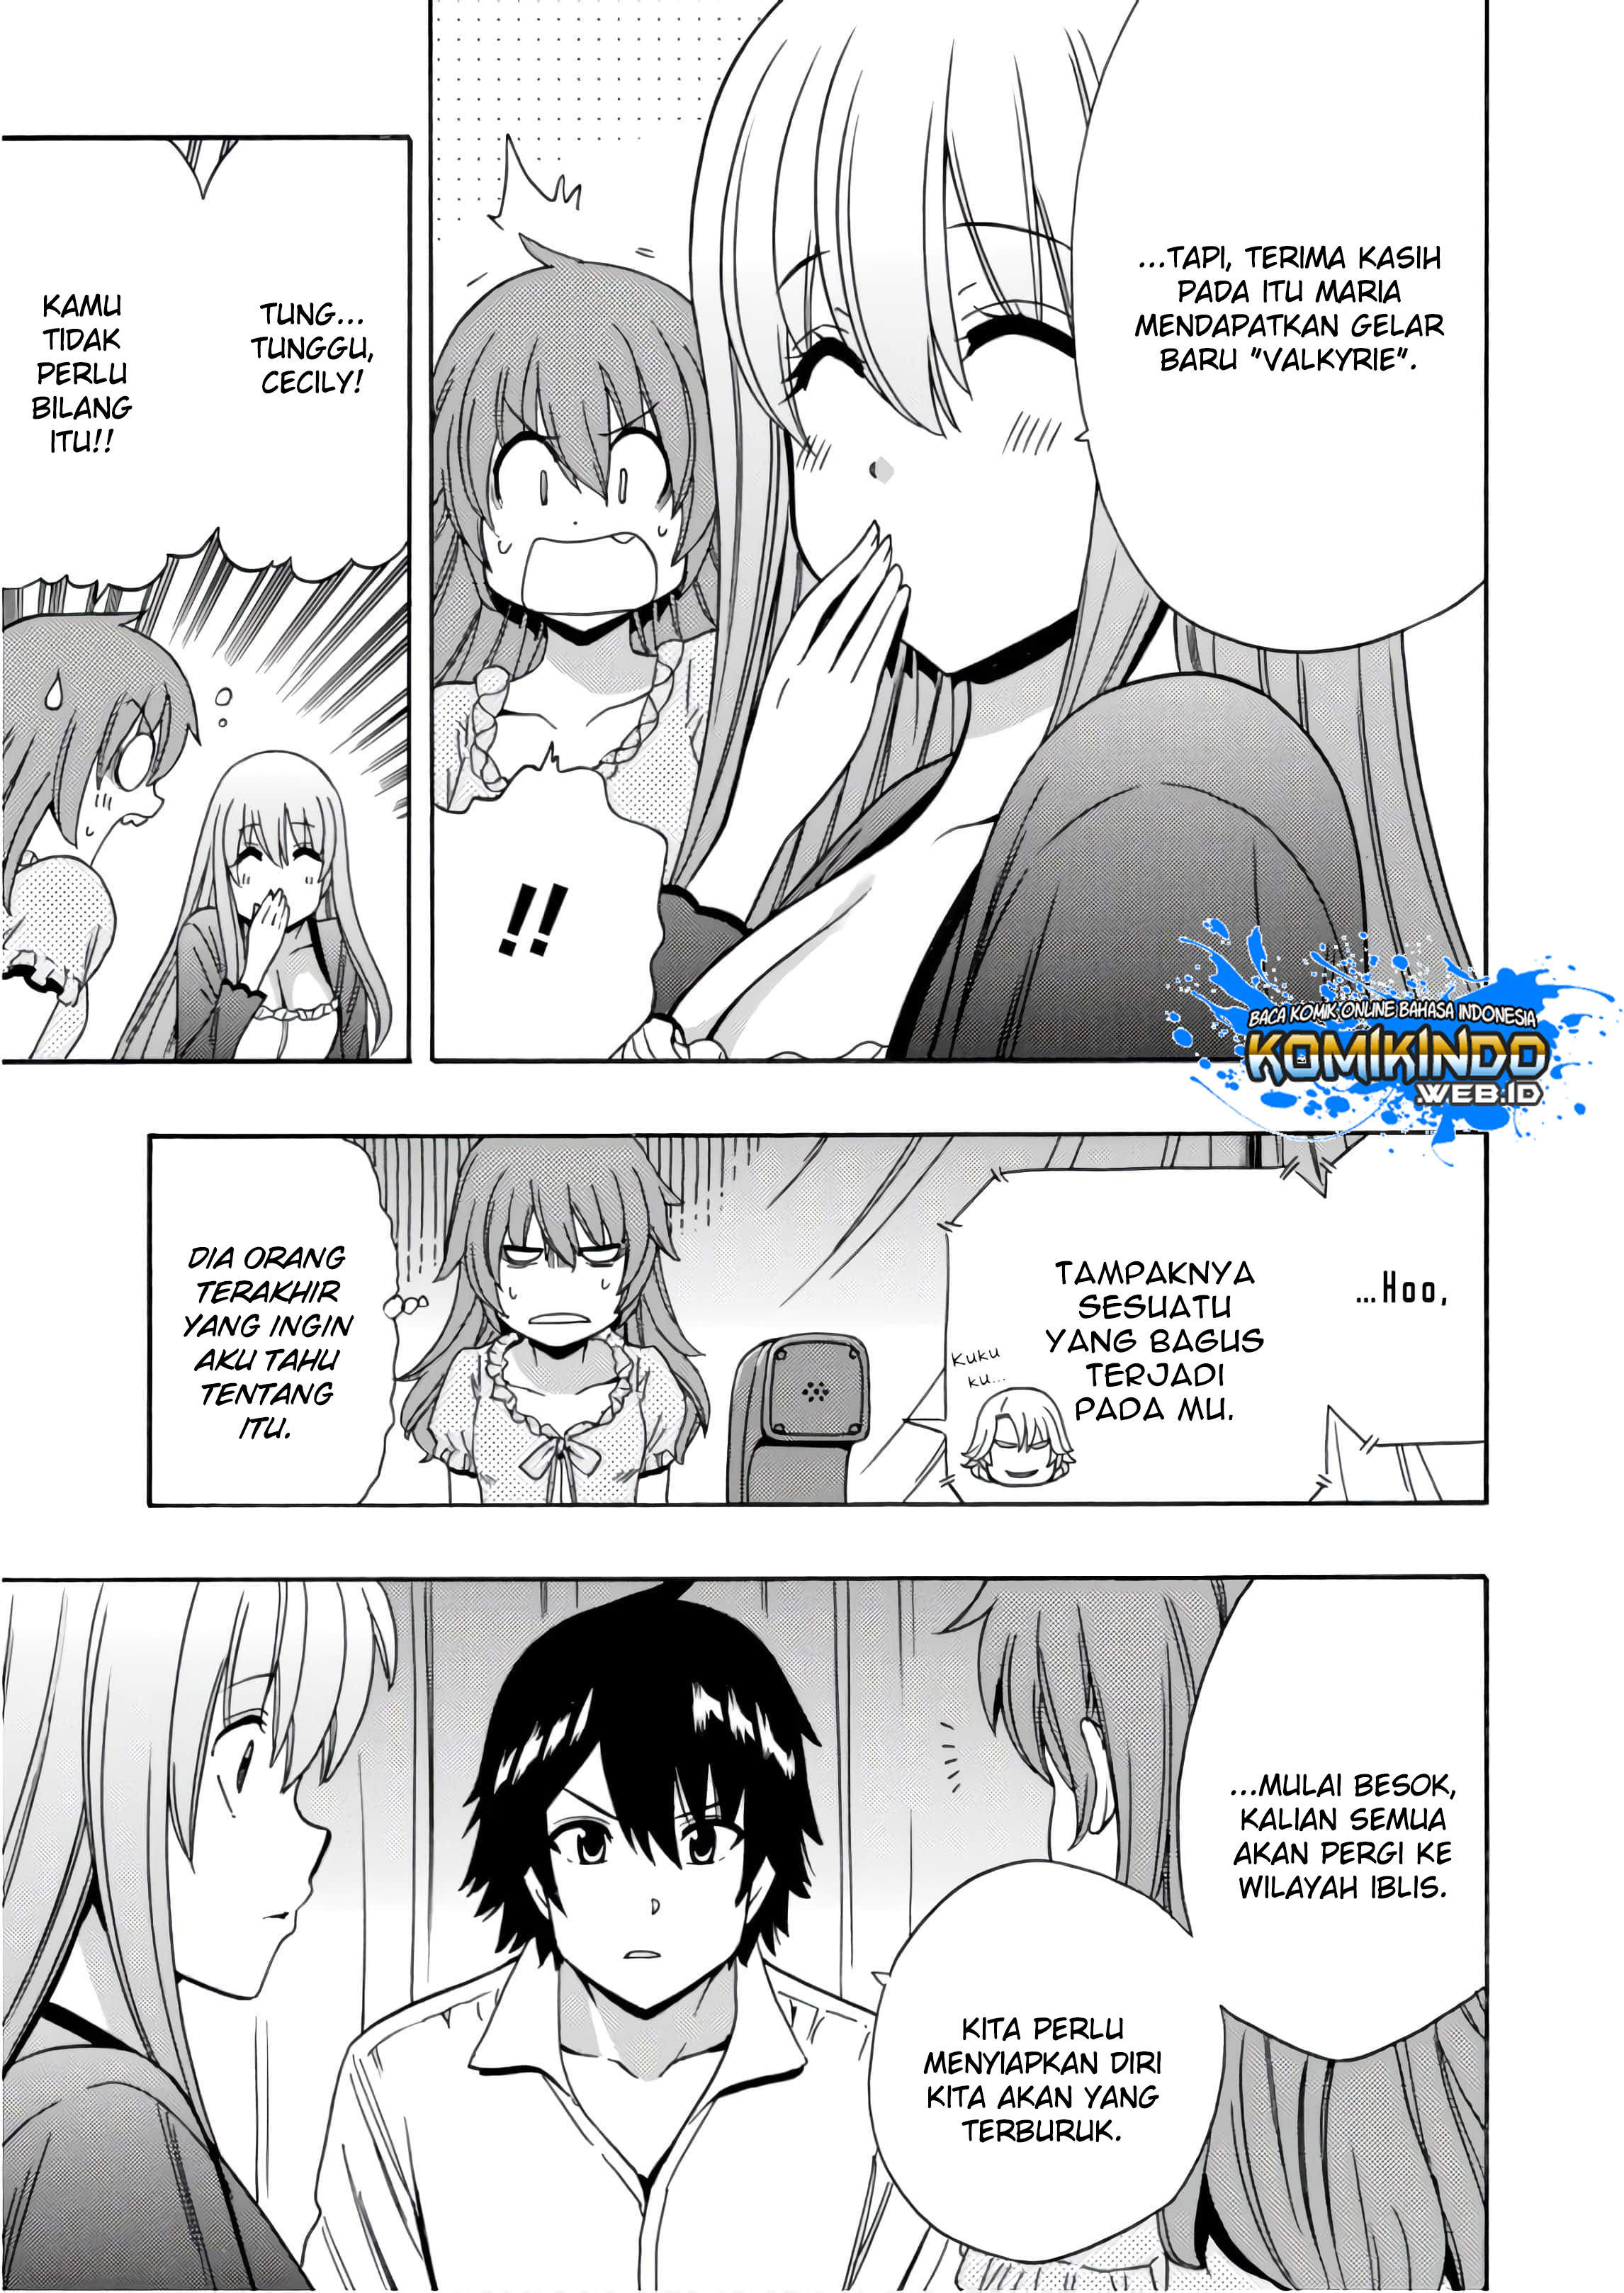 ...TAPI, TERIMA KASIH
PADA ITU MARIA
MENDAPATKAN GELAR
BARU "VALKYRIE".
!!
TUNG...
TUNGGU,
CECILY!
KAMU
TIDAK
PERLU
BILANG
ITU!!
BACA KOMIK ONLINE BAHASA INDONESIA
KOMIKINDO
.WEB.ID
...Hoo,
TAMPAKNYA
SESUATU
YANG BAGUS
TERJADI
PADA MU.
KUKU
KU...
DIA ORANG
TERAKHIR
YANG INGIN
AKU TAHU
TENTANG
ITU.
...MULAI BESOK,
KALIAN SEMUA
AKAN PERGI KE
WILAYAH IBLIS.
KITA PERLU
MENYIAPKAN DIRI
KITA AKAN YANG
TERBURUK.